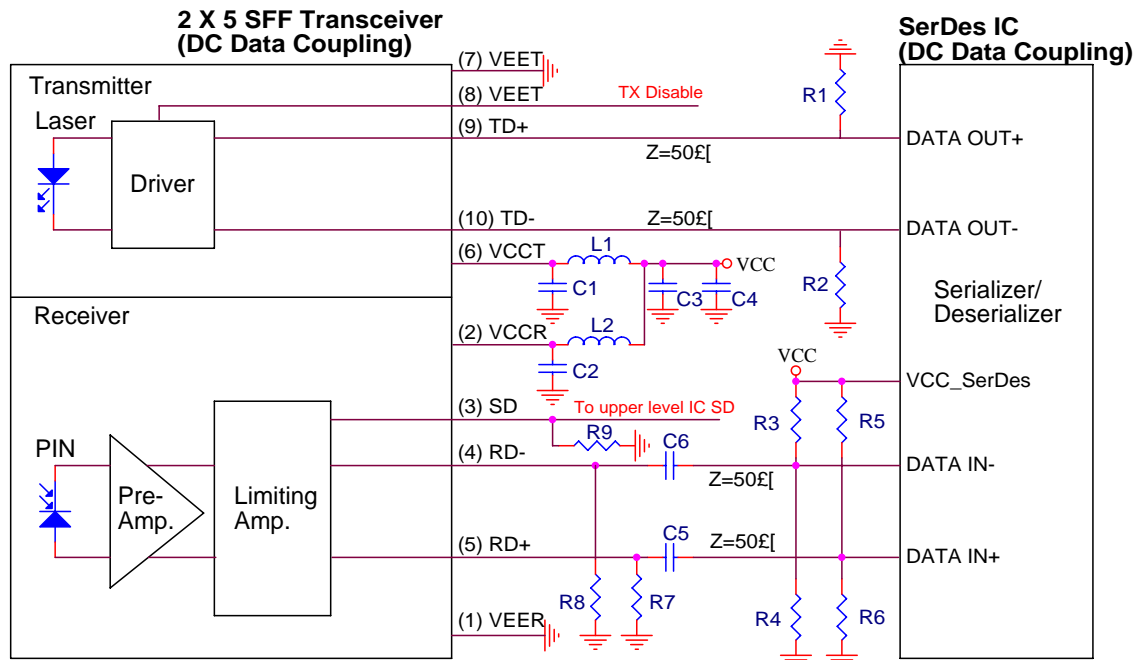 2 X 5 SFF Transceiver
(DC Data Coupling)
SerDes IC
(DC Data Coupling)
(7) VEET
Transmitter
(8) VEET
TX Disable
R1
Laser
(9) TD+
Z=50£[
DATA OUT+
Driver
(10) TD-
Z=50£[
DATA OUT-
(6) VCCT
L1
VCC
C1
C3
C4
R2
Serializer/
Deserializer
Receiver
(2) VCCR
L2
C2
VCC
VCC_SerDes
(3) SD
To upper level IC SD
R3
R5
R9
PIN
(4) RD-
C6
Z=50£[
DATA IN-
Pre-
Amp.
Limiting
Amp.
(5) RD+
C5
Z=50£[
DATA IN+
R8
R7
R4
R6
(1) VEER